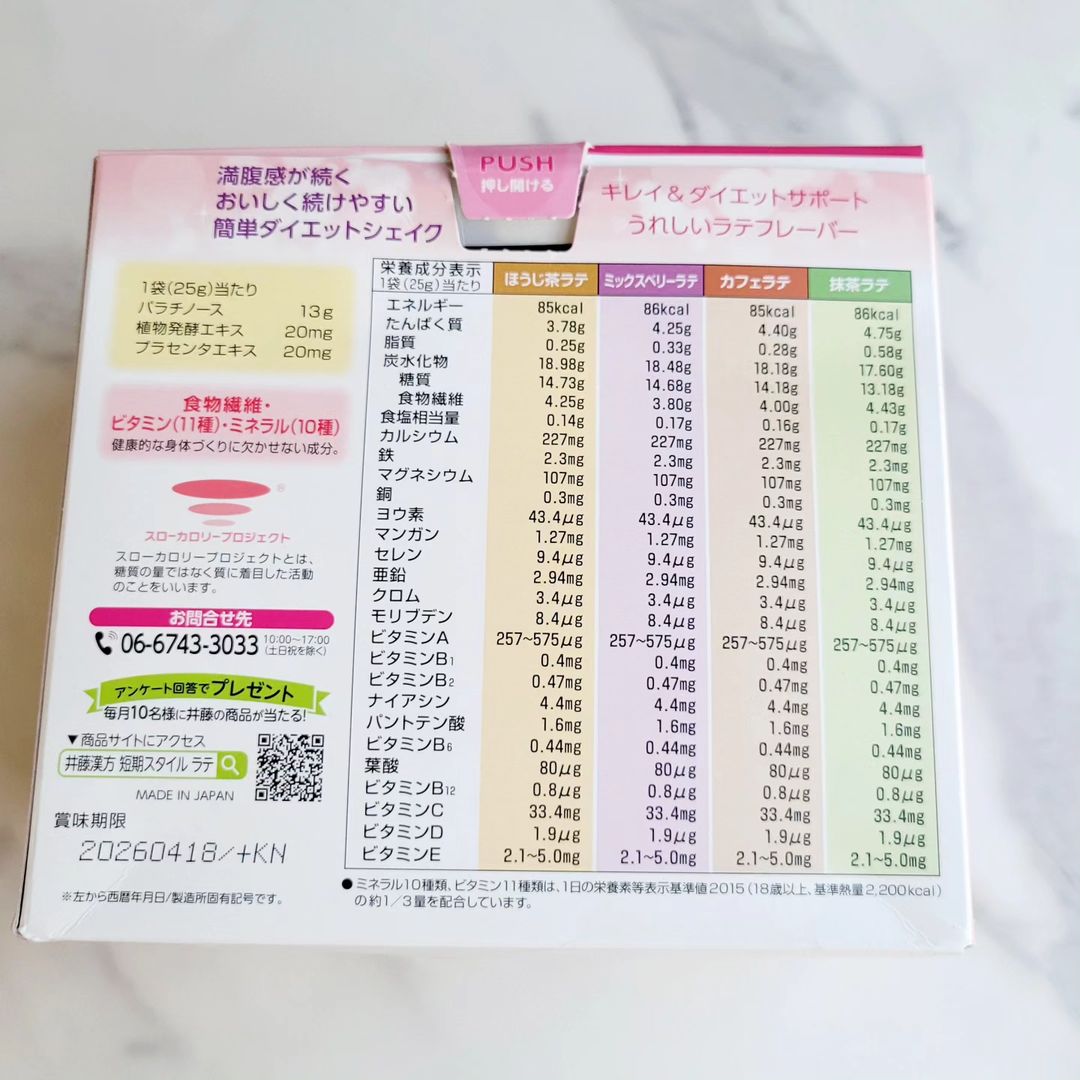 PUSH
押し開ける
満腹感が続く
おいしく続けやすい
簡単ダイエットシェイク
キレイ＆ダイエットサポート
うれしいラテフレーバー
1袋(25g)当たり
パラチノース 13g
植物発酵エキス 20mg
プラセンタエキス 20mg
食物繊維・
ビタミン(11種)・ミネラル(10種)
健康的な身体づくりに欠かせない成分。
®
スローカロリープロジェクト
スローカロリープロジェクトとは、
糖質の量ではなく質に着目した活動
のことをいいます。
お問合せ先
06-6743-3033 10:00〜17:00
(土日祝を除く)
アンケート回答でプレゼント
毎月10名様に井藤の商品が当たる!
▼商品サイトにアクセス
井藤漢方 短期スタイル ラテ
MADE IN JAPAN
賞味期限
20260418/+KN
※左から西暦年月日/製造所固有記号です。
栄養成分表示
1袋(25g)当たり ほうじ茶ラテ ミックスベリーラテ カフェラテ 抹茶ラテ
エネルギー 85kcal 86kcal 85kcal 86kcal
たんぱく質 3.78g 4.25g 4.40g 4.75g
脂質 0.25g 0.33g 0.28g 0.58g
炭水化物 18.98g 18.48g 18.18g 17.60g
糖質 14.73g 14.68g 14.18g 13.18g
食物繊維 4.25g 3.80g 4.00g 4.43g
食塩相当量 0.14g 0.17g 0.16g 0.17g
カルシウム 227mg 227mg 227mg 227mg
鉄 2.3mg 2.3mg 2.3mg 2.3mg
マグネシウム 107mg 107mg 107mg 107mg
銅 0.3mg 0.3mg 0.3mg 0.3mg
ヨウ素 43.4μg 43.4μg 43.4μg 43.4μg
マンガン 1.27mg 1.27mg 1.27mg 1.27mg
セレン 9.4μg 9.4μg 9.4μg 9.4μg
亜鉛 2.94mg 2.94mg 2.94mg 2.94mg
クロム 3.4μg 3.4μg 3.4μg 3.4μg
モリブデン 8.4μg 8.4μg 8.4μg 8.4μg
ビタミンA 257~575μg 257~575μg 257~575μg 257~575μg
ビタミンB1 0.4mg 0.4mg 0.4mg 0.4mg
ビタミンB2 0.47mg 0.47mg 0.47mg 0.47mg
ナイアシン 4.4mg 4.4mg 4.4mg 4.4mg
パントテン酸 1.6mg 1.6mg 1.6mg 1.6mg
ビタミンB6 0.44mg 0.44mg 0.44mg 0.44mg
葉酸 80μg 80μg 80μg 80μg
ビタミンB12 0.8μg 0.8μg 0.8μg 0.8μg
ビタミンC 33.4mg 33.4mg 33.4mg 33.4mg
ビタミンD 1.9μg 1.9μg 1.9μg 1.9μg
ビタミンE 2.1~5.0mg 2.1~5.0mg 2.1~5.0mg 2.1~5.0mg
●ミネラル10種類、ビタミン11種類は、1日の栄養素等表示基準値2015(18歳以上、基準熱量2,200kcal)
の約1/3量を配合しています。